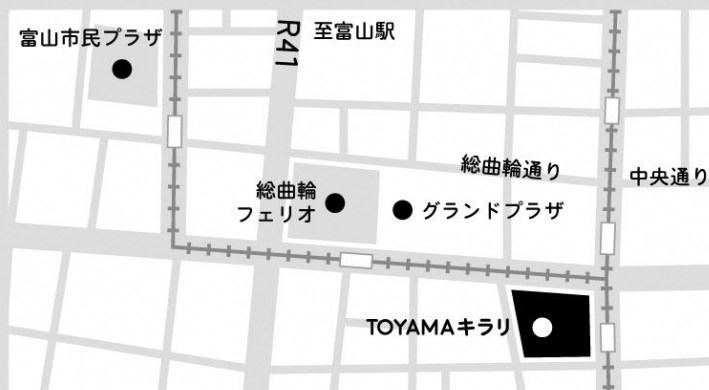 富山市民プラザ
R41
至富山駅
総曲輪通り
中央通り
総曲輪
フェリオ
グランドプラザ
TOYAMAキラリ